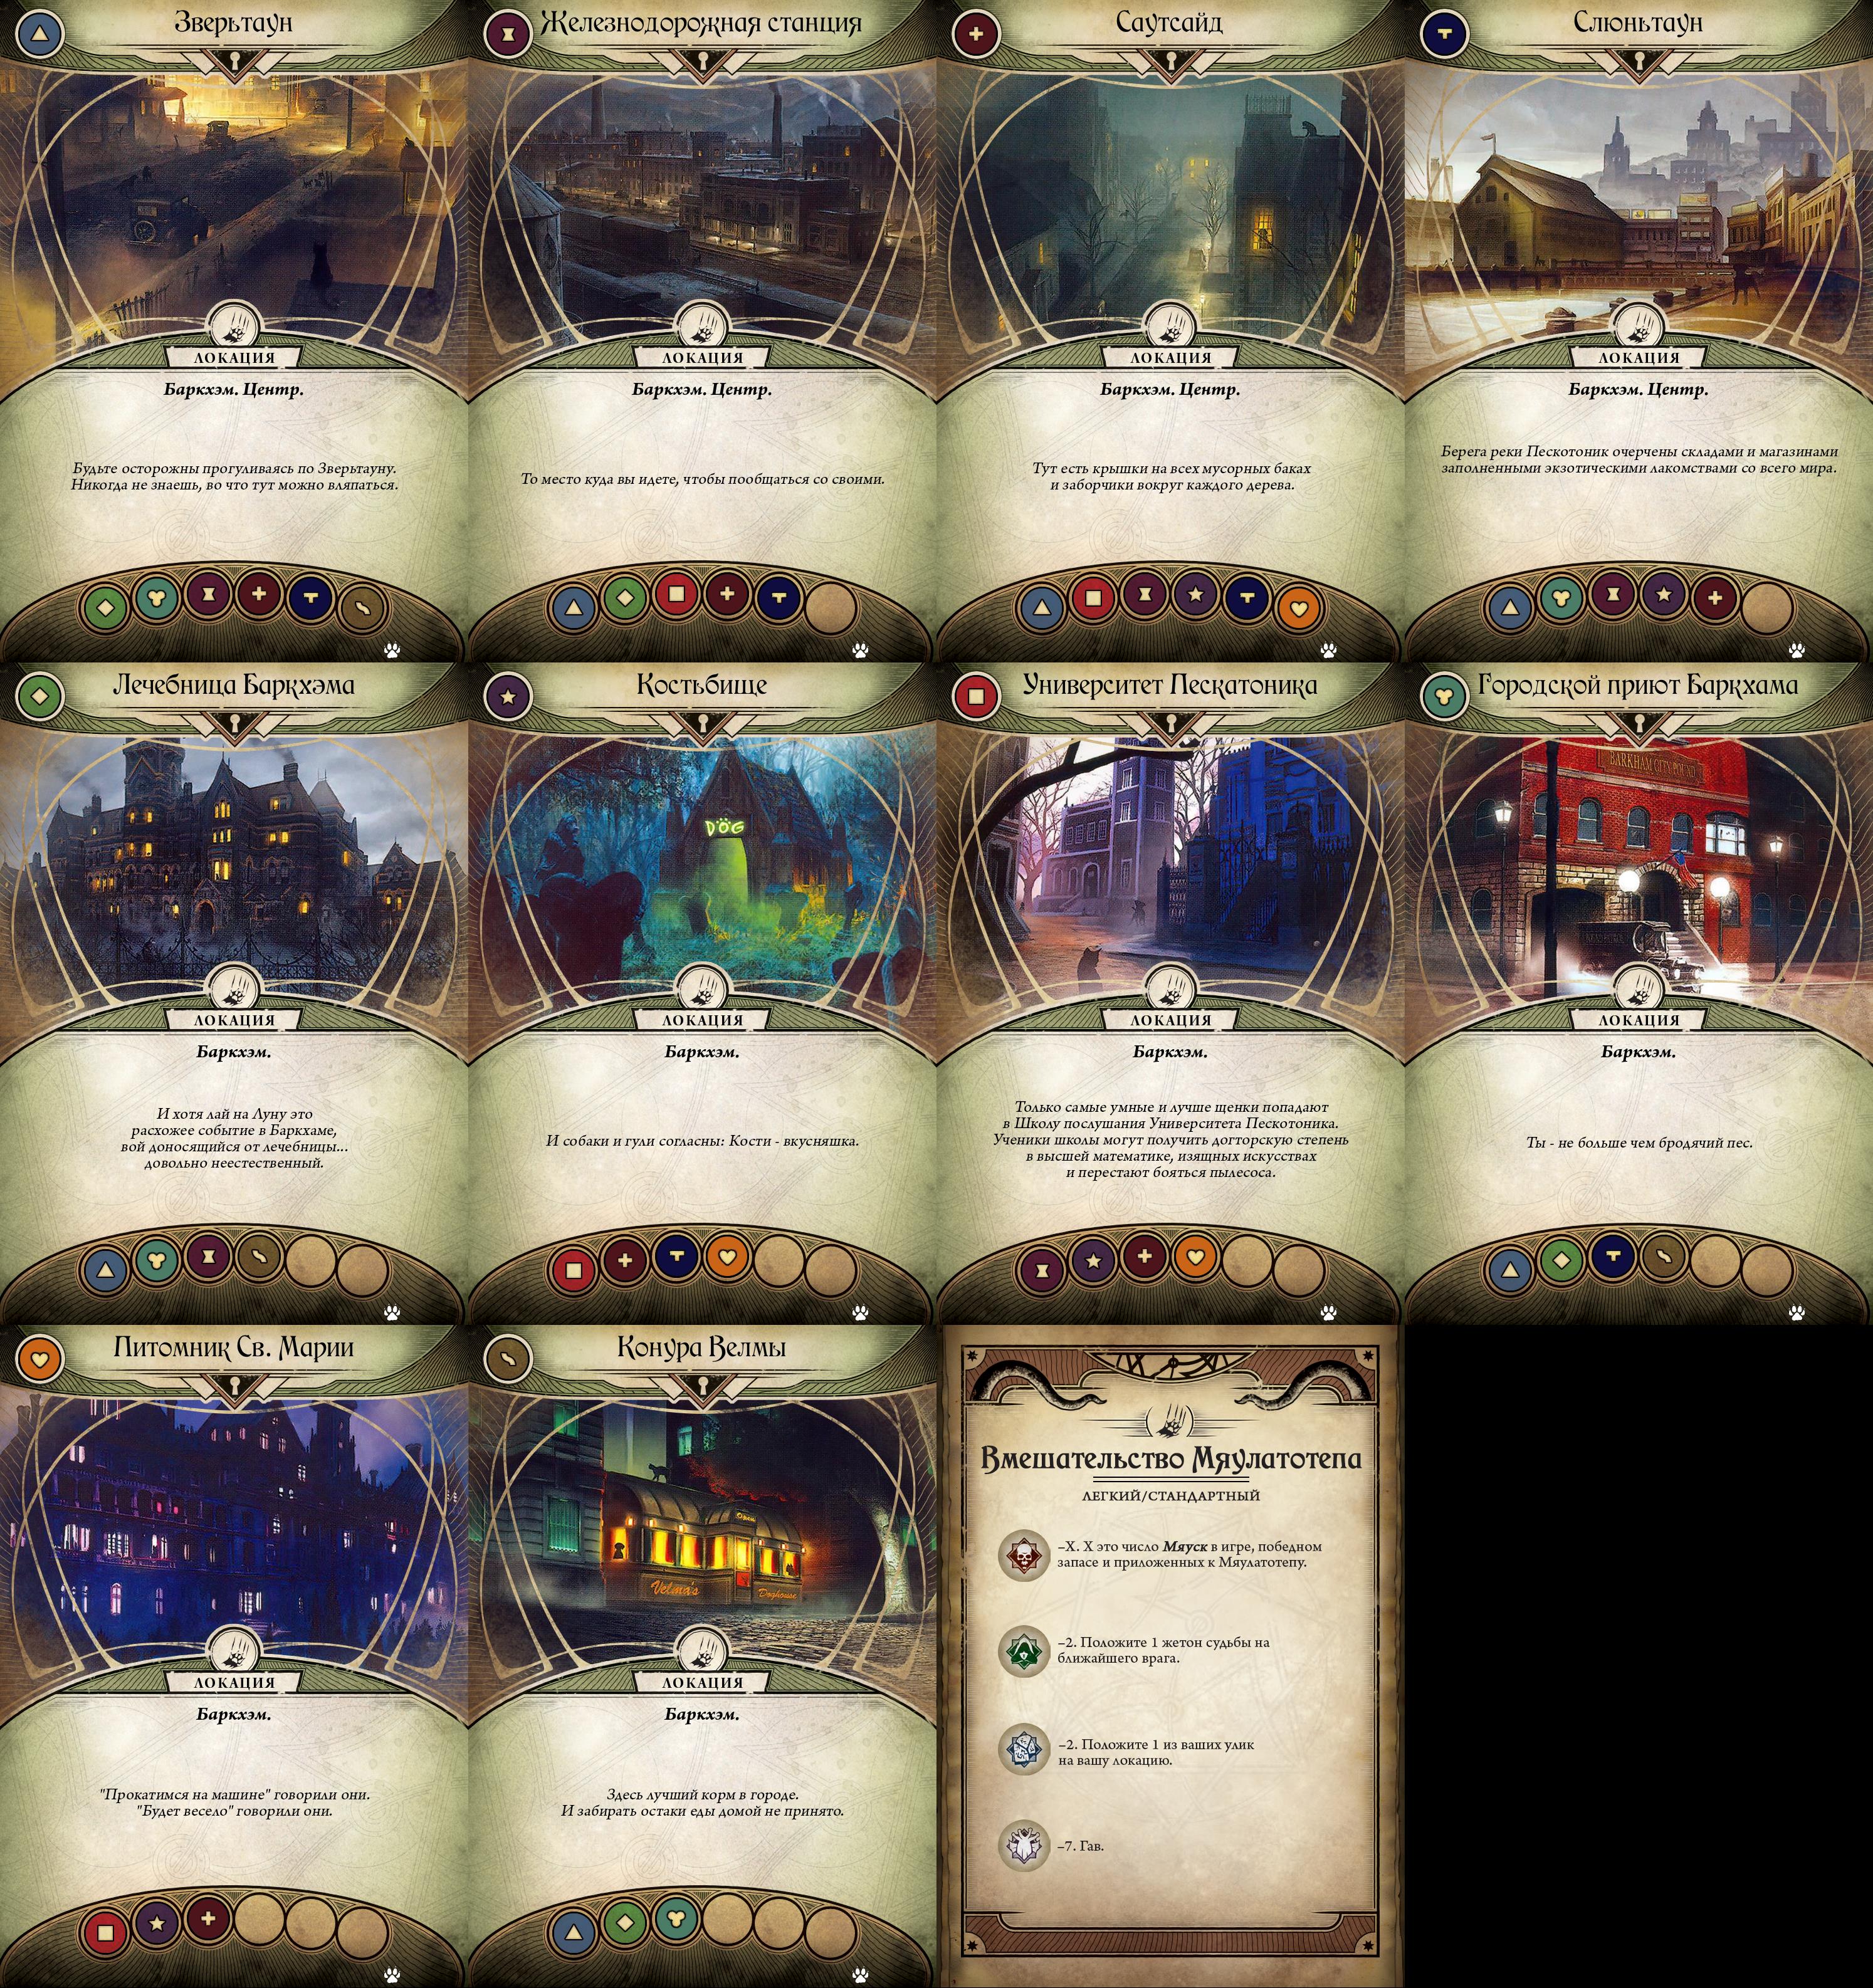 Зверьтаун
ЛОКАЦИЯ
Баркхэм. Центр.
Будьте осторожны прогуливаясь по Зверьтауну.
Никогда не знаешь, во что тут можно вляпаться.
Железнодорожная станция
ЛОКАЦИЯ
Баркхэм. Центр.
То место куда вы идете, чтобы пообщаться со своими.
Саутсайд
ЛОКАЦИЯ
Баркхэм. Центр.
Тут есть крышки на всех мусорных баках
и заборчики вокруг каждого дерева.
Слюньтаун
ЛОКАЦИЯ
Баркхэм. Центр.
Берега реки Пескотоник очерчены складами и магазинами
заполненными экзотическими лакомствами со всего мира.
Лечебница Баркхэма
ЛОКАЦИЯ
Баркхэм.
И хотя лай на Луну это
расхожее событие в Баркхаме,
вой доносящийся от лечебницы...
довольно неестественный.
Костьбище
DOG
ЛОКАЦИЯ
Баркхэм.
И собаки и гули согласны: Кости - вкусняшка.
Университет Пескатоника
ЛОКАЦИЯ
Баркхэм.
Только самые умные и лучше щенки попадают
в Школу послушания Университета Пескотоника.
Ученики школы могут получить догторскую степень
в высшей математике, изящных искусствах
и перестают бояться пылесоса.
Городской приют Баркхама
BARKHAM CITY POUND
ЛОКАЦИЯ
Баркхэм.
Ты - не больше чем бродячий пес.
Питомник Св. Марии
ЛОКАЦИЯ
Баркхэм.
"Прокатимся на машине" говорили они.
"Будет весело" говорили они.
Конура Велмы
Open
Velma's
Doghouse
ЛОКАЦИЯ
Баркхэм.
Здесь лучший корм в городе.
И забирать остаки еды домой не принято.
Вмешательство Мяулатотепа
ЛЕГКИЙ/СТАНДАРТНЫЙ
–X. X это число Мяуск в игре, победном
запасе и приложенных к Мяулатотепу.
–2. Положите 1 жетон судьбы на
ближайшего врага.
–2. Положите 1 из ваших улик
на вашу локацию.
–7. Гав.